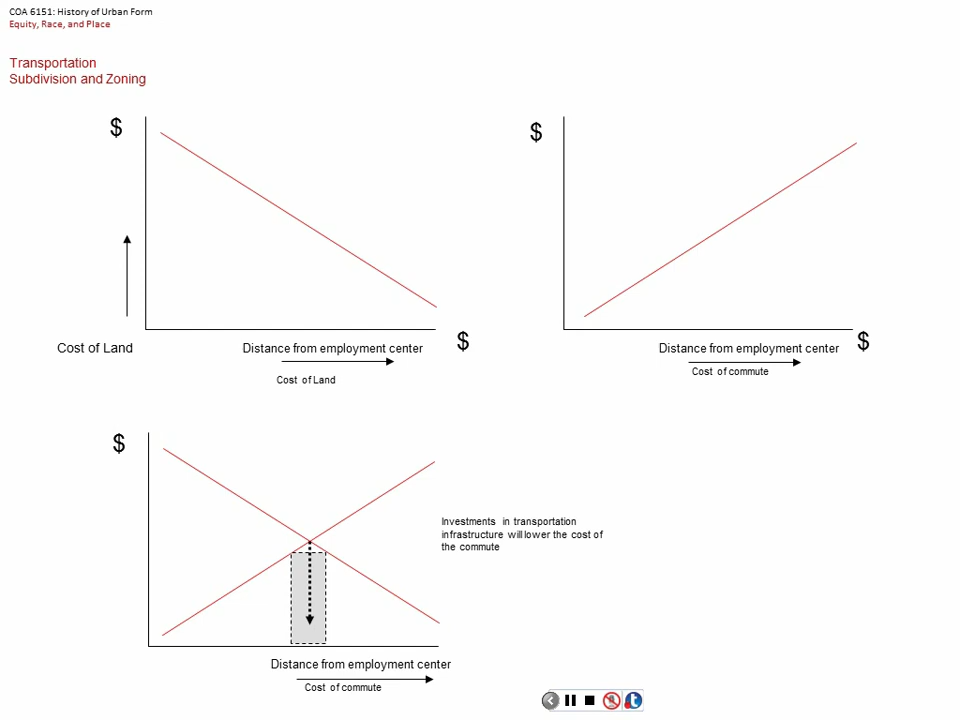 COA 6151: History of Urban Form
Equity, Race, and Place
Transportation
Subdivision and Zoning
$
$
Cost of Land
Distance from employment center
$
Cost of Land
Distance from employment center
$
Cost of commute
$
Investments in transportation
infrastructure will lower the cost of
the commute
Distance from employment center
Cost of commute
t